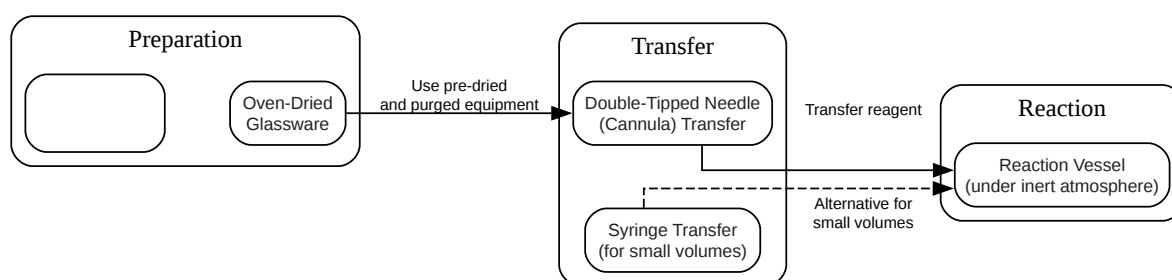 Preparation
Oven-Dried
Glassware
Use pre-dried
and purged equipment
Transfer
Double-Tipped Needle
(Cannula) Transfer
Syringe Transfer
(for small volumes)
Transfer reagent
Alternative for
small volumes
Reaction
Reaction Vessel
(under inert atmosphere)